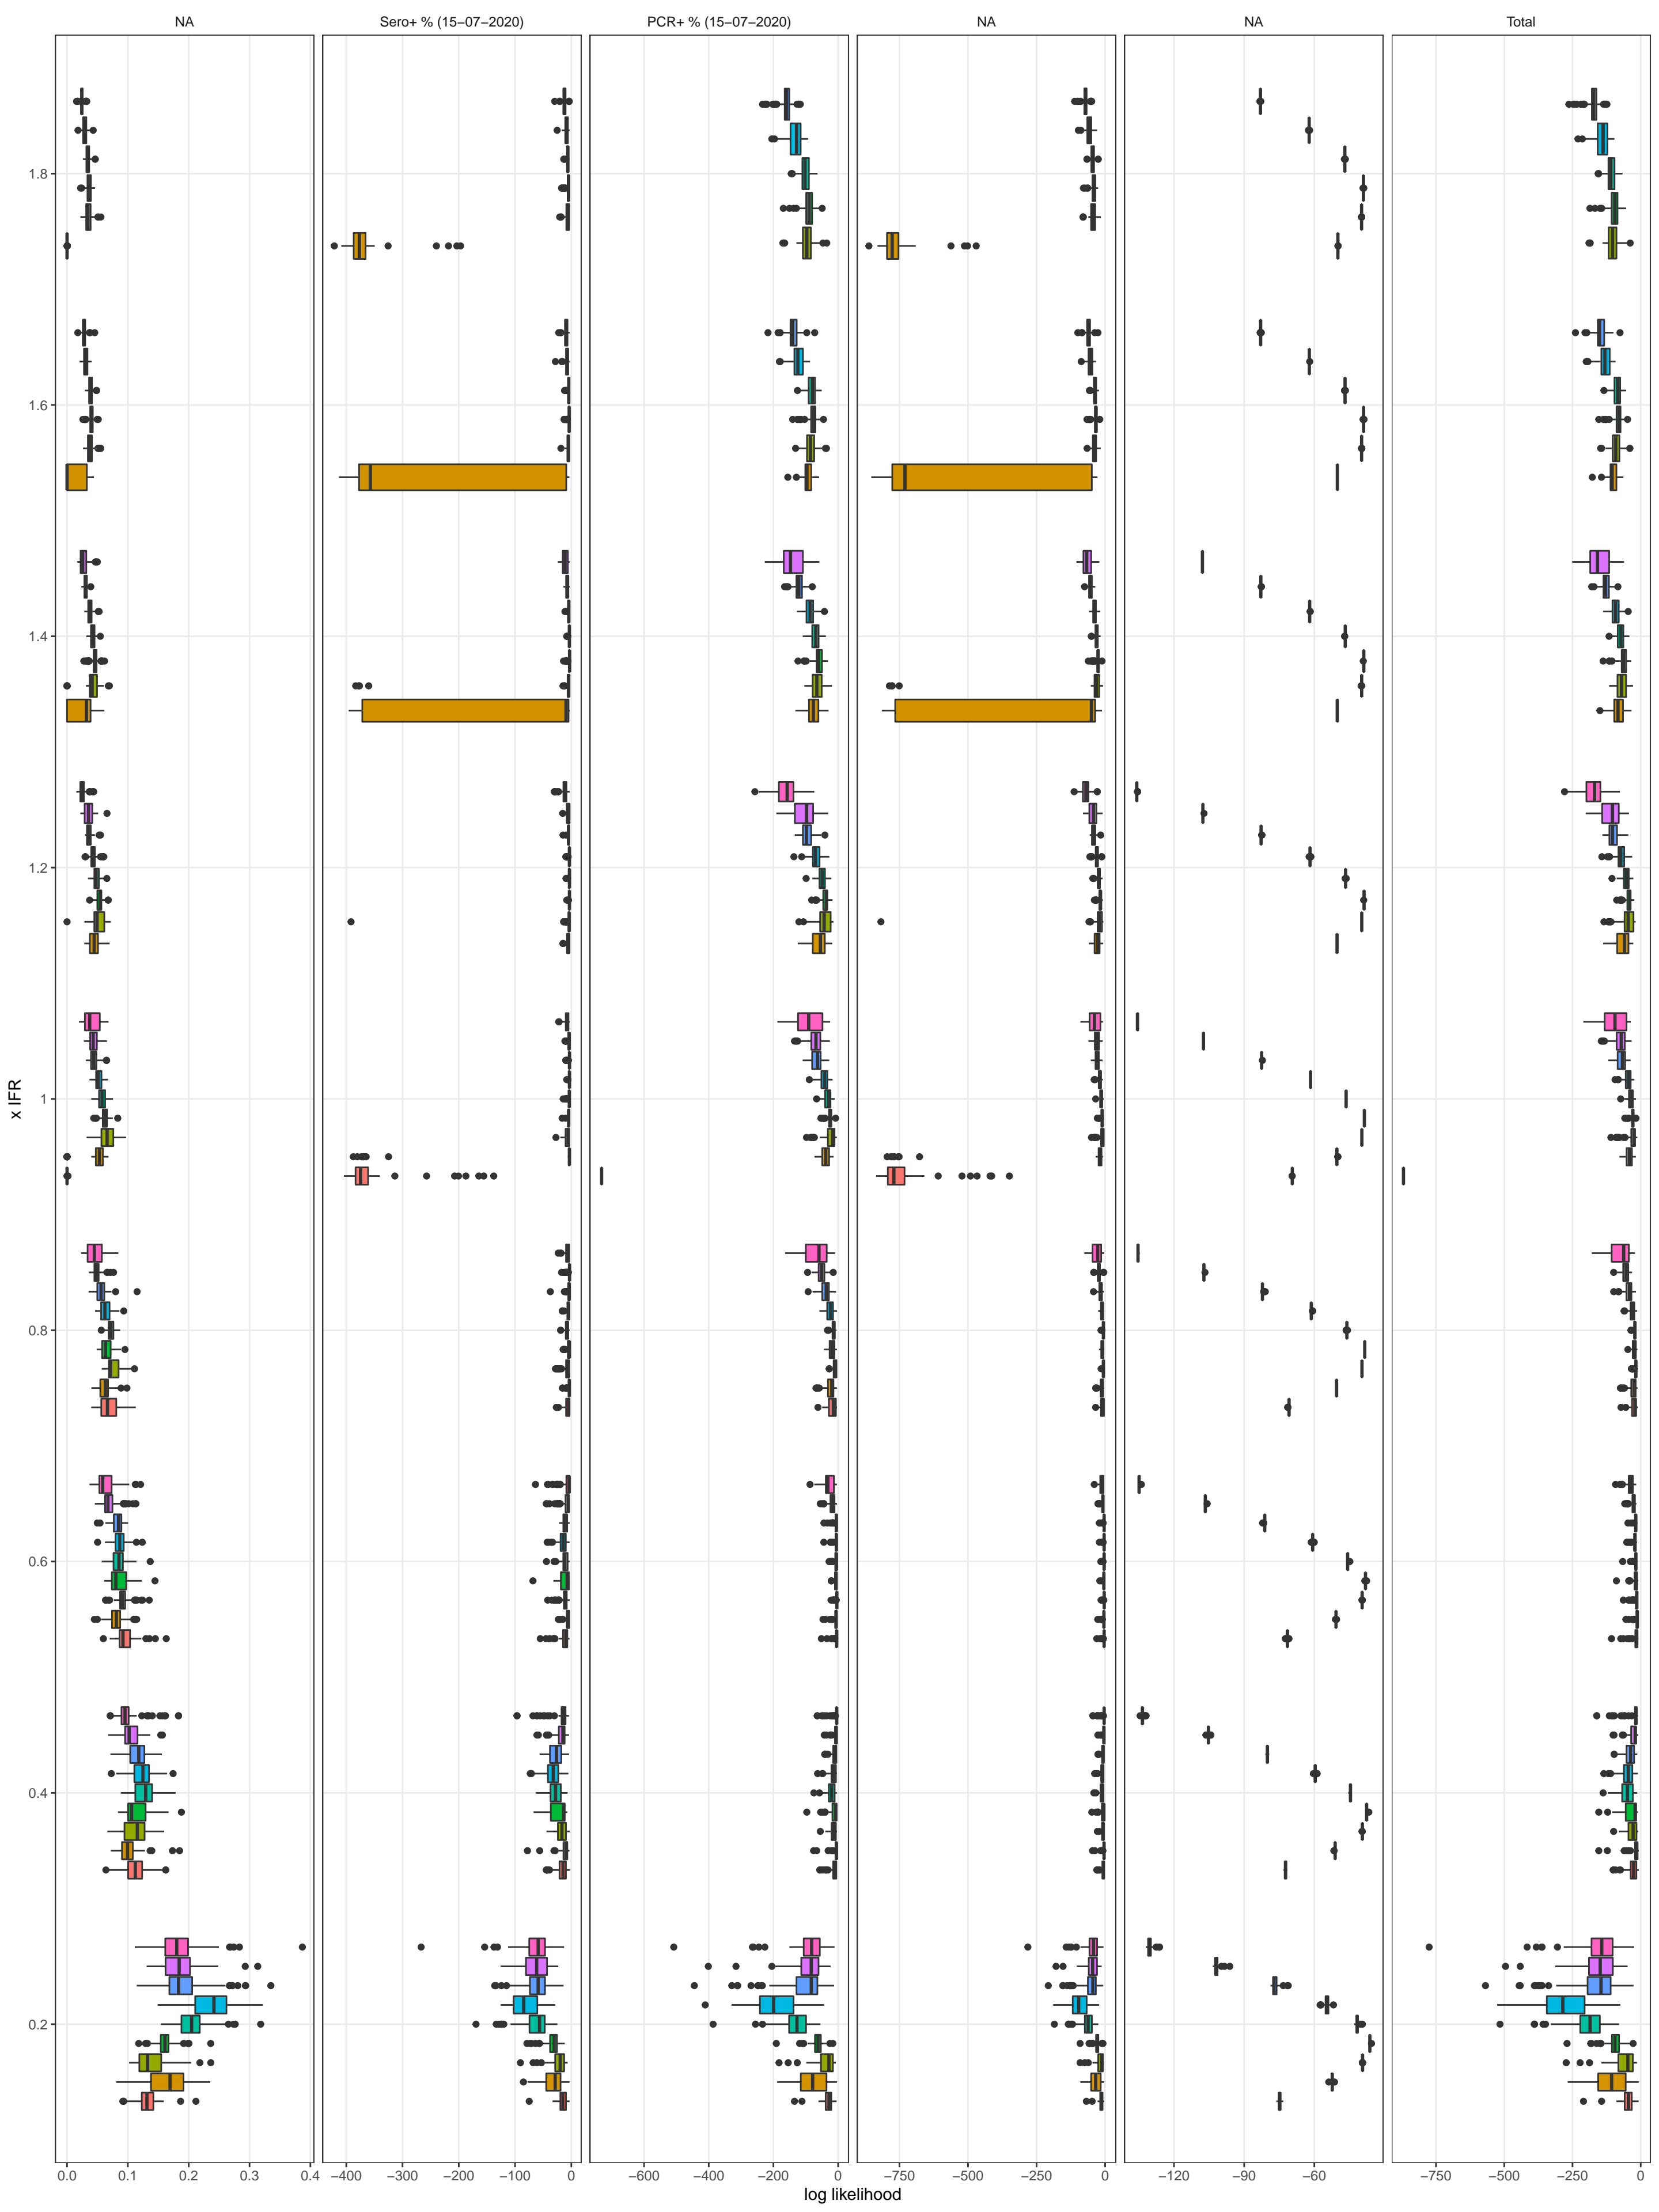 NA
Sero+ % (15−07−2020)
PCR+ % (15−07−2020)
NA
NA
Total
1.8
1.6
1.4
1.2
1
0.8
0.6
0.4
0.2
x IFR
0.0 0.1 0.2 0.3 0.4
−400 −300 −200 −100 0
−600 −400 −200 0
−750 −500 −250 0
−120 −90 −60
−750 −500 −250 0
log likelihood